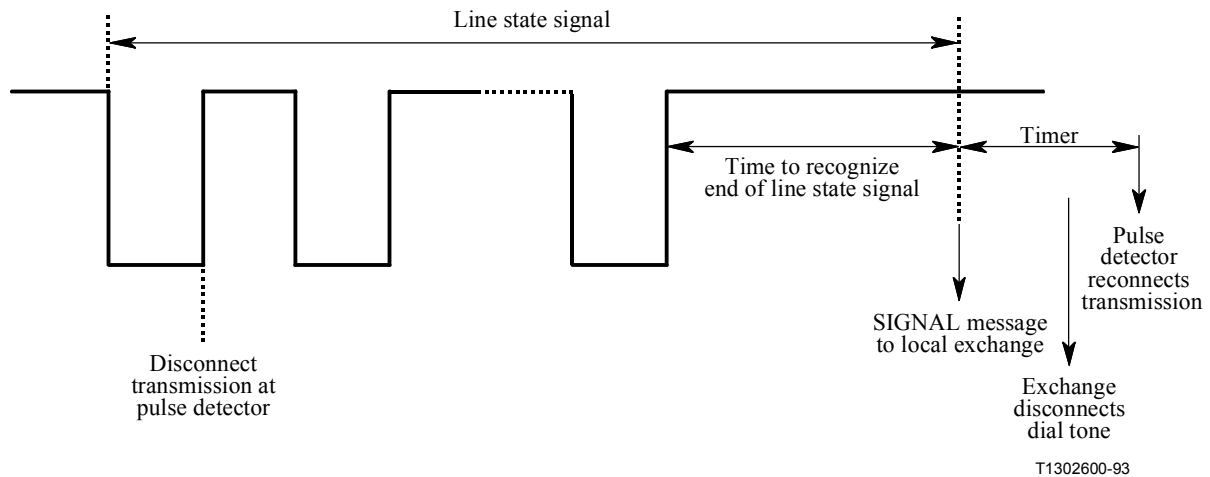 Line state signal
Timer
Time to recognize
end of line state signal
Pulse
detector
reconnects
transmission
SIGNAL message
to local exchange
Disconnect
transmission at
pulse detector
Exchange
disconnects
dial tone
T1302600-93